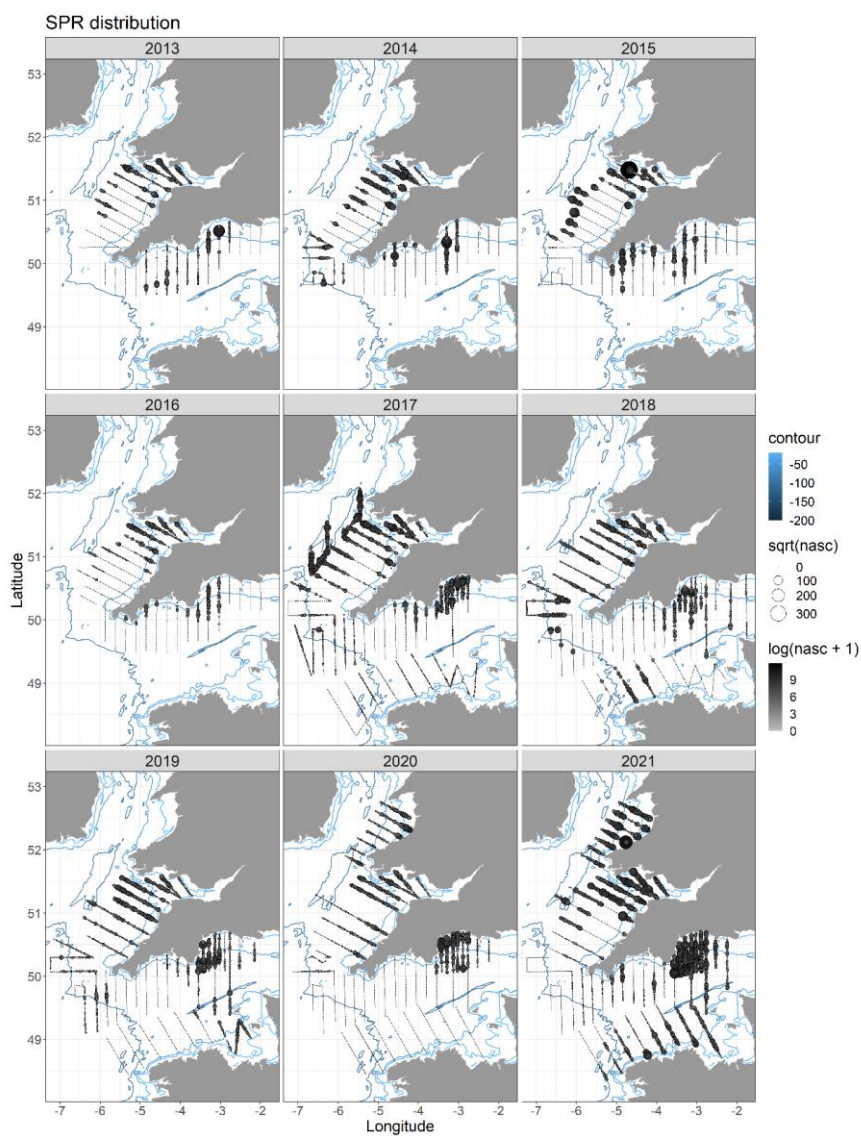 SPR distribution
2013 2014 2015
53
52
51
50
49
2016 2017 2018
53
52
51
50
49
2019 2020 2021
53
52
51
50
49
-7 -6 -5 -4 -3 -2 -7 -6 -5 -4 -3 -2 -7 -6 -5 -4 -3 -2
Longitude
Latitude
contour
-50
-100
-150
-200
sqrt(nasc)
0
100
200
300
log(nasc + 1)
9
6
3
0